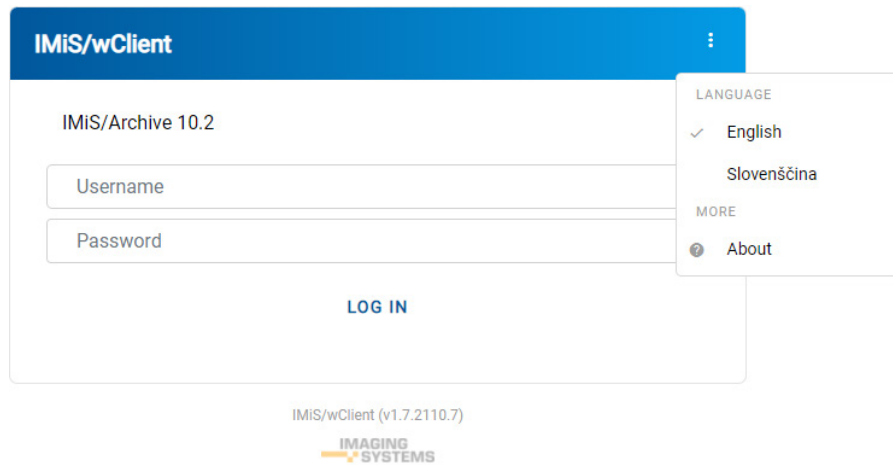 IMiS/wClient
LANGUAGE
IMiS/Archive 10.2
English
Username
Slovenščina
MORE
Password
About
LOG IN
IMiS/wClient (v1.7.2110.7)
IMAGING
SYSTEMS